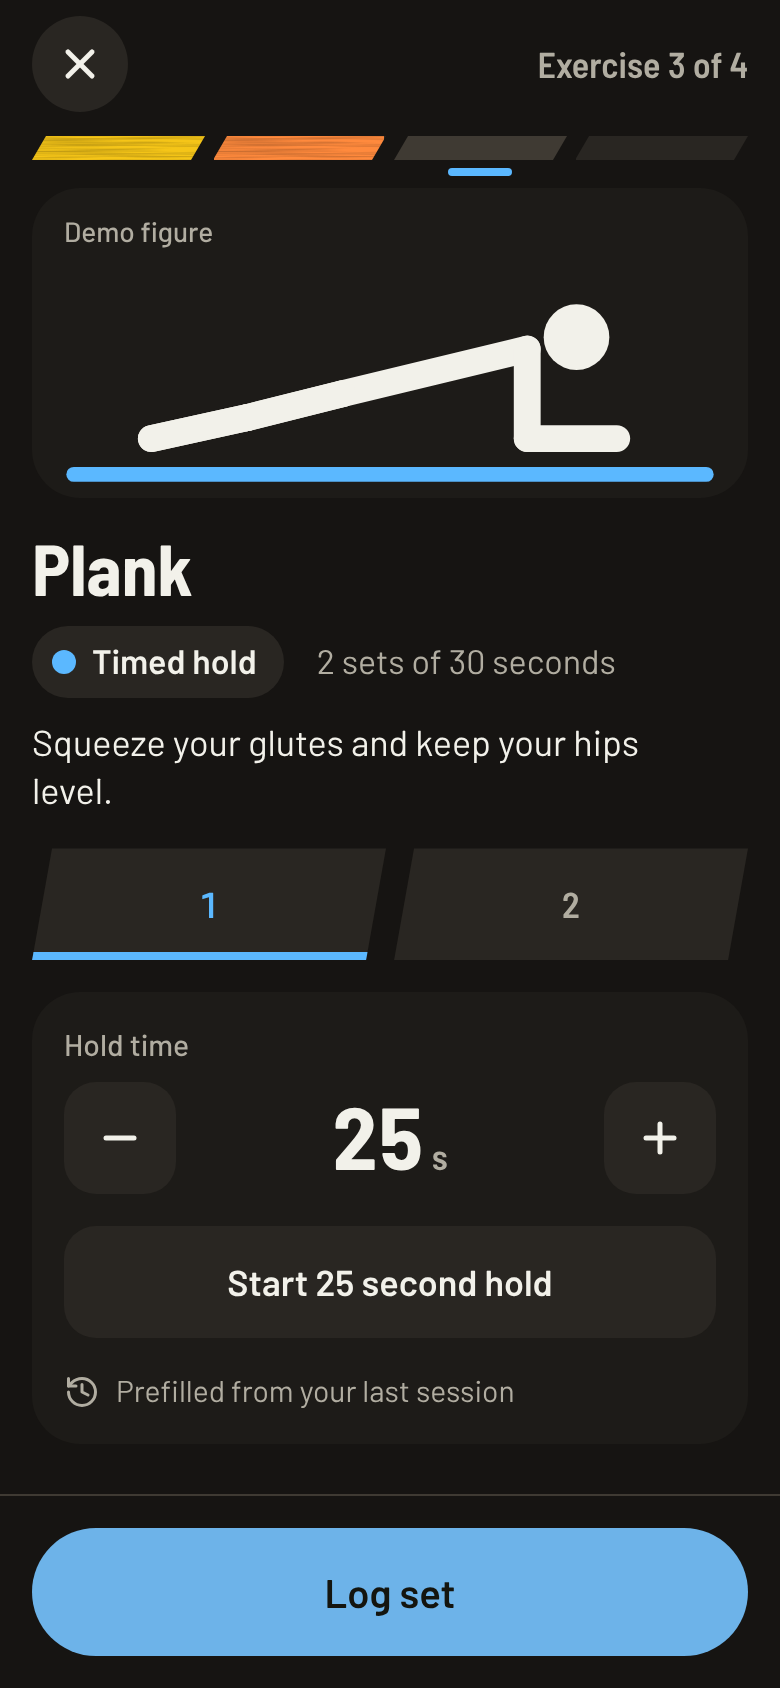 Exercise 3 of 4
Demo figure
Plank
Timed hold
2 sets of 30 seconds
Squeeze your glutes and keep your hips
level.
1
2
Hold time
25 s
Start 25 second hold
Prefilled from your last session
Log set